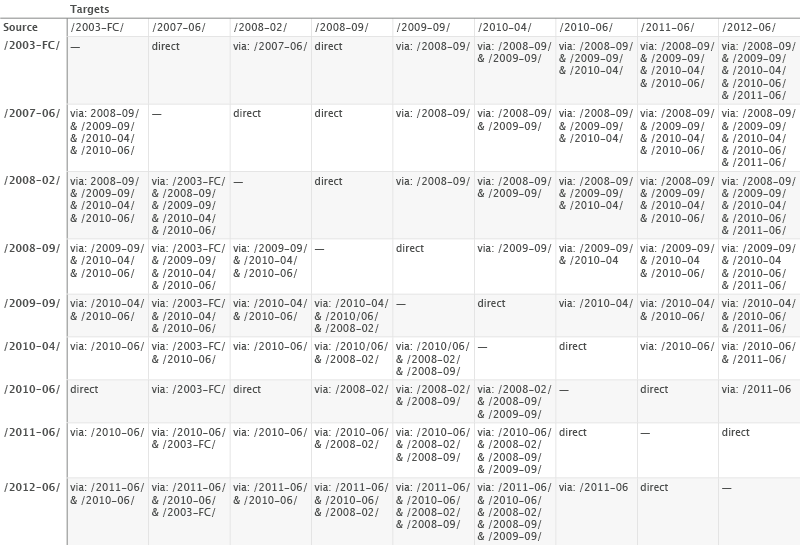 Targets
Source
/2003-FC/
/2007-06/
/2008-02/
/2008-09/
/2009-09/
/2010-04/
/2010-06/
/2011-06/
/2012-06/
/2003-FC/
—
direct
via: /2007-06/
direct
via: /2008-09/
via: /2008-09/
& /2009-09/
via: /2008-09/
& /2009-09/
& /2010-04/
via: /2008-09/
& /2009-09/
& /2010-04/
& /2010-06/
via: /2008-09/
& /2009-09/
& /2010-04/
& /2010-06/
& /2011-06/
/2007-06/
via: 2008-09/
& /2009-09/
& /2010-04/
& /2010-06/
—
direct
direct
via: /2008-09/
via: /2008-09/
& /2009-09/
via: /2008-09/
& /2009-09/
& /2010-04/
via: /2008-09/
& /2009-09/
& /2010-04/
& /2010-06/
via: /2008-09/
& /2009-09/
& /2010-04/
& /2010-06/
& /2011-06/
/2008-02/
via: 2008-09/
& /2009-09/
& /2010-04/
& /2010-06/
via: /2003-FC/
& /2008-09/
& /2009-09/
& /2010-04/
& /2010-06/
—
direct
via: /2008-09/
via: /2008-09/
& /2009-09/
via: /2008-09/
& /2009-09/
& /2010-04/
via: /2008-09/
& /2009-09/
& /2010-04/
& /2010-06/
via: /2008-09/
& /2009-09/
& /2010-04/
& /2010-06/
& /2011-06/
/2008-09/
via: /2009-09/
& /2010-04/
& /2010-06/
via: /2003-FC/
& /2009-09/
& /2010-04/
& /2010-06/
via: /2009-09/
& /2010-04/
& /2010-06/
—
direct
via: /2009-09/
via: /2009-09/
& /2010-04
via: /2009-09/
& /2010-04
& /2010-06/
via: /2009-09/
& /2010-04
& /2010-06/
& /2011-06/
/2009-09/
via: /2010-04/
& /2010-06/
via: /2003-FC/
& /2010-04/
& /2010-06/
via: /2010-04/
& /2010-06/
via: /2010-04/
& /2010/06/
& /2008-02/
—
direct
via: /2010-04/
via: /2010-04/
& /2010-06/
via: /2010-04/
& /2010-06/
& /2011-06/
/2010-04/
via: /2010-06/
via: /2003-FC/
& /2010-06/
via: /2010-06/
via: /2010/06/
& /2008-02/
via: /2010/06/
& /2008-02/
& /2008-09/
—
direct
via: /2010-06/
via: /2010-06/
& /2011-06/
/2010-06/
direct
via: /2003-FC/
direct
via: /2008-02/
via: /2008-02/
& /2008-09/
via: /2008-02/
& /2008-09/
& /2009-09/
—
direct
via: /2011-06
/2011-06/
via: /2010-06/
via: /2010-06/
& /2003-FC/
via: /2010-06/
via: /2010-06/
& /2008-02/
via: /2010-06/
& /2008-02/
& /2008-09/
via: /2010-06/
& /2008-02/
& /2008-09/
& /2009-09/
direct
—
direct
/2012-06/
via: /2011-06/
& /2010-06/
via: /2011-06/
& /2010-06/
& /2003-FC/
via: /2011-06/
& /2010-06/
via: /2011-06/
& /2010-06/
& /2008-02/
via: /2011-06/
& /2010-06/
& /2008-02/
& /2008-09/
via: /2011-06/
& /2010-06/
& /2008-02/
& /2008-09/
& /2009-09/
via: /2011-06
direct
—